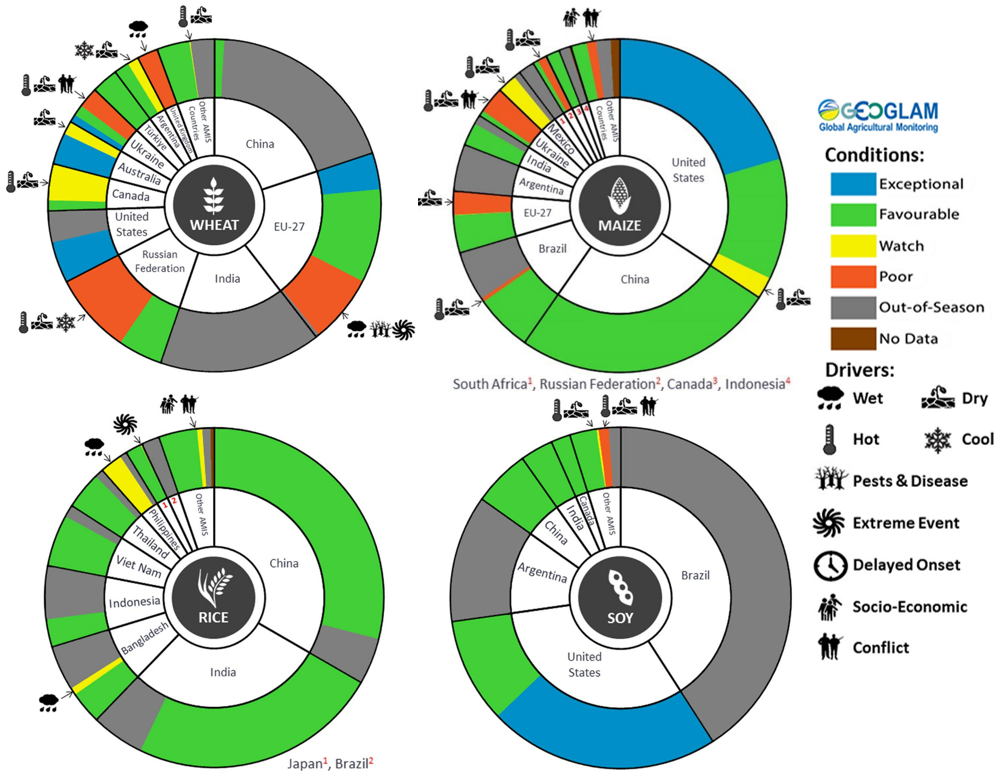 WHEAT
China
EU-27
India
Russian
Federation
United
States
Canada
Australia
Ukraine
Türkiye
Argentina
United Kingdom
Other AMIS
Countries
MAIZE
United
States
China
Brazil
EU-27
Argentina
India
Ukraine
Mexico
1
2
3
4
Other AMIS
Countries
South Africa1, Russian Federation2, Canada3, Indonesia4
GEOGLAM
Global Agricultural Monitoring
Conditions:
Exceptional
Favourable
Watch
Poor
Out-of-Season
No Data
Drivers:
Wet
Dry
Hot
Cool
Pests & Disease
Extreme Event
Delayed Onset
Socio-Economic
Conflict
RICE
China
India
Bangladesh
Indonesia
Viet Nam
Thailand
Philippines
1
2
Other AMIS
Japan1, Brazil2
SOY
Brazil
United
States
Argentina
China
India
Canada
Other AMIS